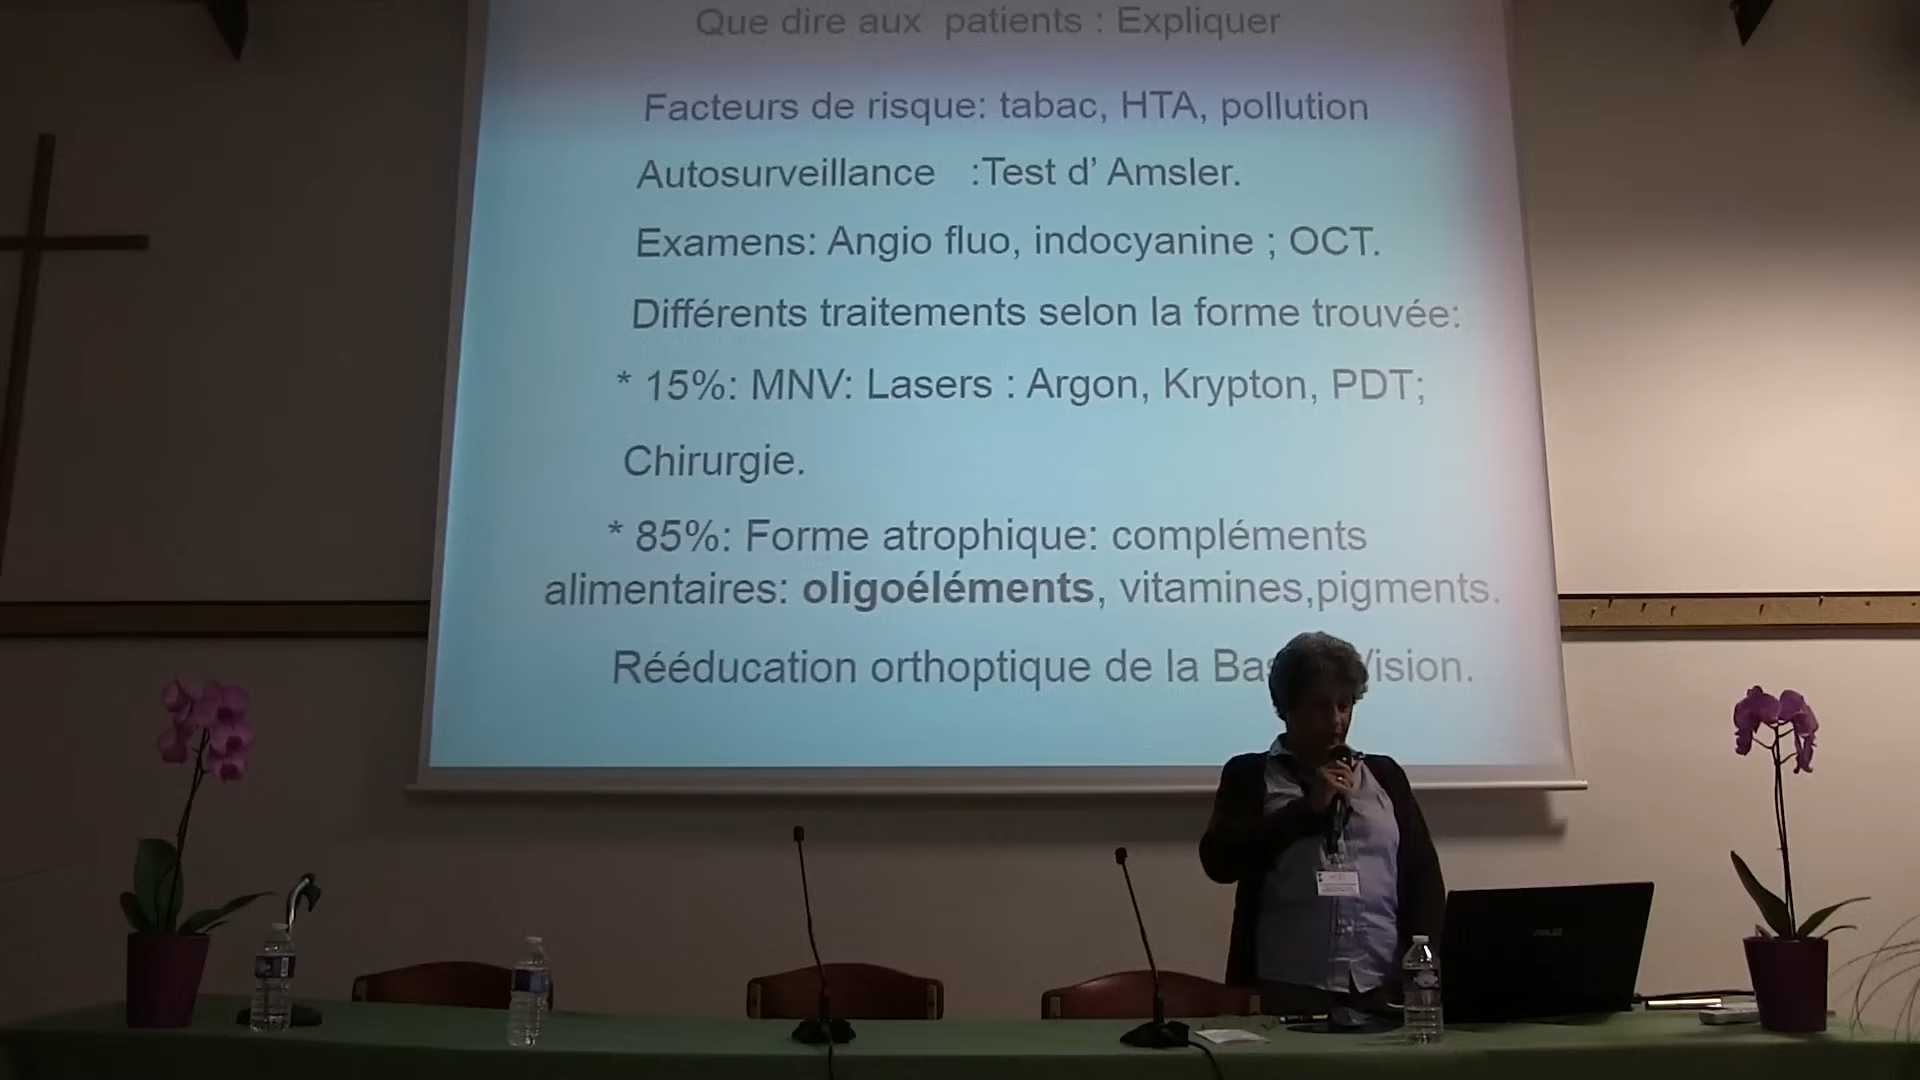 Que dire aux patients : Expliquer
Facteurs de risque: tabac, HTA, pollution
Autosurveillance :Test d' Amsler.
Examens: Angio fluo, indocyanine ; OCT.
Différents traitements selon la forme trouvée:
* 15%: MNV: Lasers : Argon, Krypton, PDT;
Chirurgie.
* 85%: Forme atrophique: compléments
alimentaires: oligoéléments, vitamines,pigments.
Rééducation orthoptique de la
ASUS